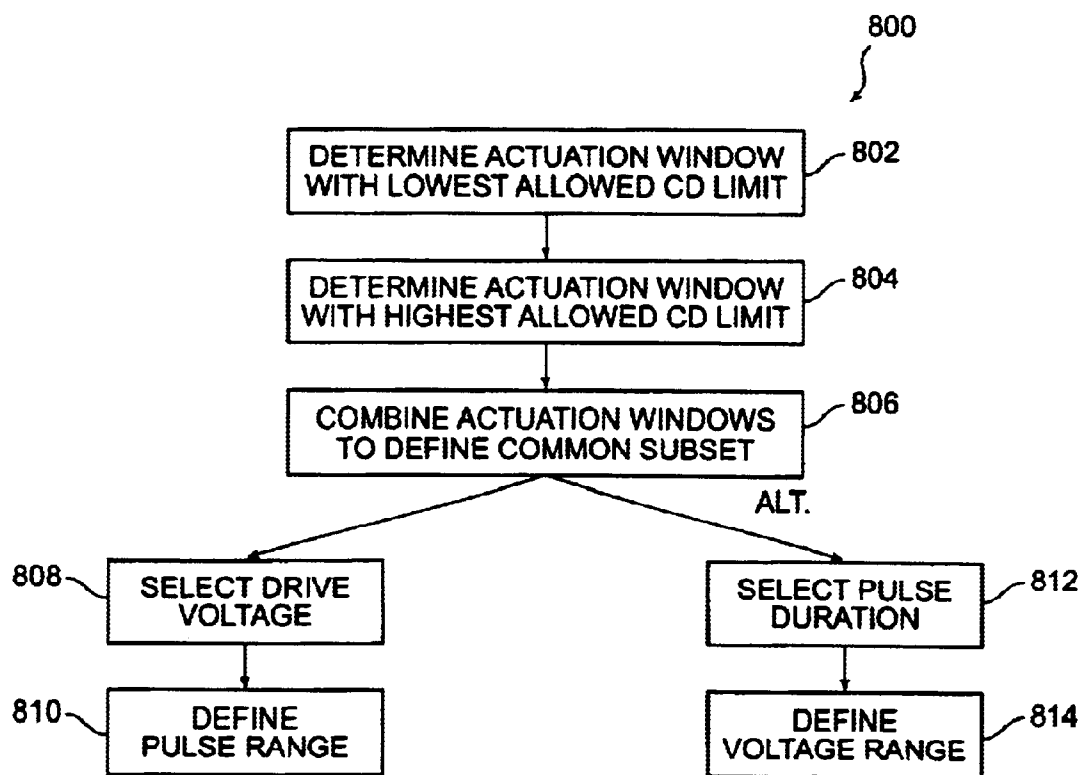 800
DETERMINE ACTUATION WINDOW
WITH LOWEST ALLOWED CD LIMIT
802
DETERMINE ACTUATION WINDOW
WITH HIGHEST ALLOWED CD LIMIT
804
COMBINE ACTUATION WINDOWS
TO DEFINE COMMON SUBSET
806
ALT.
808
SELECT DRIVE
VOLTAGE
SELECT PULSE
DURATION
812
810
DEFINE
PULSE RANGE
DEFINE
VOLTAGE RANGE
814